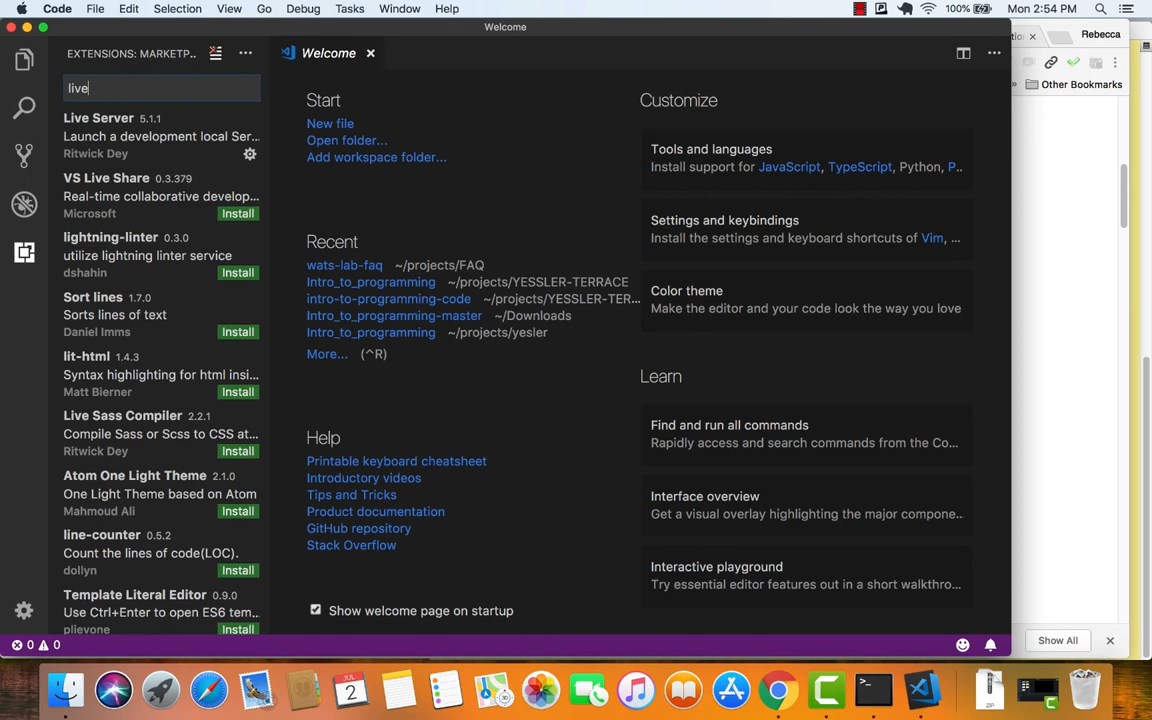 Code File Edit Selection View Go Debug Tasks Window Help 100% Mon 2:54 PM
Welcome
Rebecca
Other Bookmarks
EXTENSIONS: MARKETP...
live
Live Server 5.1.1
Launch a development local Ser...
Ritwick Dey
VS Live Share 0.3.379
Real-time collaborative develop...
Microsoft Install
lightning-linter 0.3.0
utilize lightning linter service
dshahin Install
Sort lines 1.7.0
Sorts lines of text
Daniel Imms Install
lit-html 1.4.3
Syntax highlighting for html insi...
Matt Bierner Install
Live Sass Compiler 2.2.1
Compile Sass or Scss to CSS at...
Ritwick Dey Install
Atom One Light Theme 2.1.0
One Light Theme based on Atom
Mahmoud Ali Install
line-counter 0.5.2
Count the lines of code(LOC).
dollyn Install
Template Literal Editor 0.9.0
Use Ctrl+Enter to open ES6 tem...
plievone Install
Welcome
Start
New file
Open folder...
Add workspace folder...
Recent
wats-lab-faq ~/projects/FAQ
Intro_to_programming ~/projects/YESSLER-TERRACE
intro-to-programming-code ~/projects/YESSLER-TER...
Intro_to_programming-master ~/Downloads
Intro_to_programming ~/projects/yesler
More... (^R)
Help
Printable keyboard cheatsheet
Introductory videos
Tips and Tricks
Product documentation
GitHub repository
Stack Overflow
Show welcome page on startup
Customize
Tools and languages
Install support for JavaScript, TypeScript, Python, P..
Settings and keybindings
Install the settings and keyboard shortcuts of Vim, ...
Color theme
Make the editor and your code look the way you love
Learn
Find and run all commands
Rapidly access and search commands from the Co...
Interface overview
Get a visual overlay highlighting the major compone...
Interactive playground
Try essential editor features out in a short walkthro...
0 0
Show All
JUL
2
ZIP